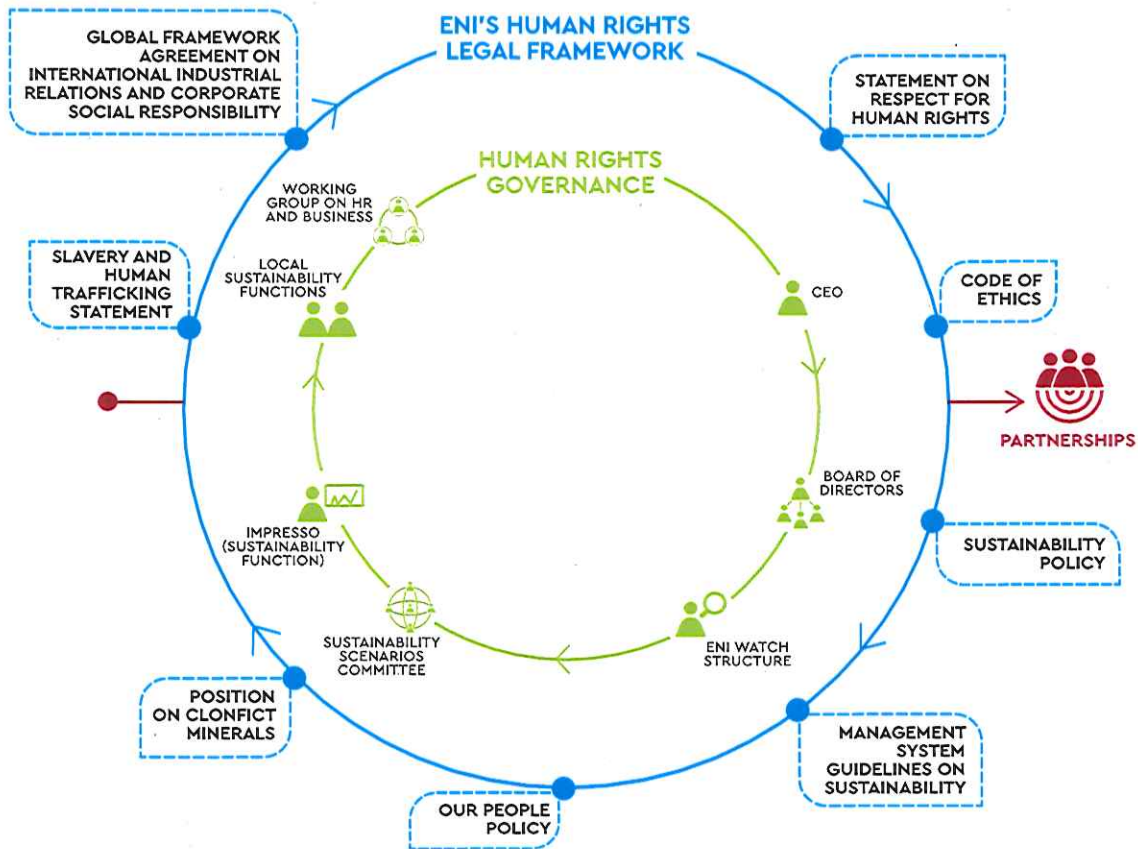 ENI'S HUMAN RIGHTS
LEGAL FRAMEWORK
GLOBAL FRAMEWORK
AGREEMENT ON
INTERNATIONAL INDUSTRIAL
RELATIONS AND CORPORATE
SOCIAL RESPONSIBILITY
STATEMENT ON
RESPECT FOR
HUMAN RIGHTS
HUMAN RIGHTS
GOVERNANCE
WORKING
GROUP ON HR
AND BUSINESS
SLAVERY AND
HUMAN
TRAFFICKING
STATEMENT
LOCAL
SUSTAINABILITY
FUNCTIONS
CEO
CODE OF
ETHICS
PARTNERSHIPS
BOARD OF
DIRECTORS
IMPRESSO
(SUSTAINABILITY
FUNCTION)
SUSTAINABILITY
POLICY
SUSTAINABILITY
SCENARIOS
COMMITTEE
ENI WATCH
STRUCTURE
POSITION
ON CLONFICT
MINERALS
MANAGEMENT
SYSTEM
GUIDELINES ON
SUSTAINABILITY
OUR PEOPLE
POLICY